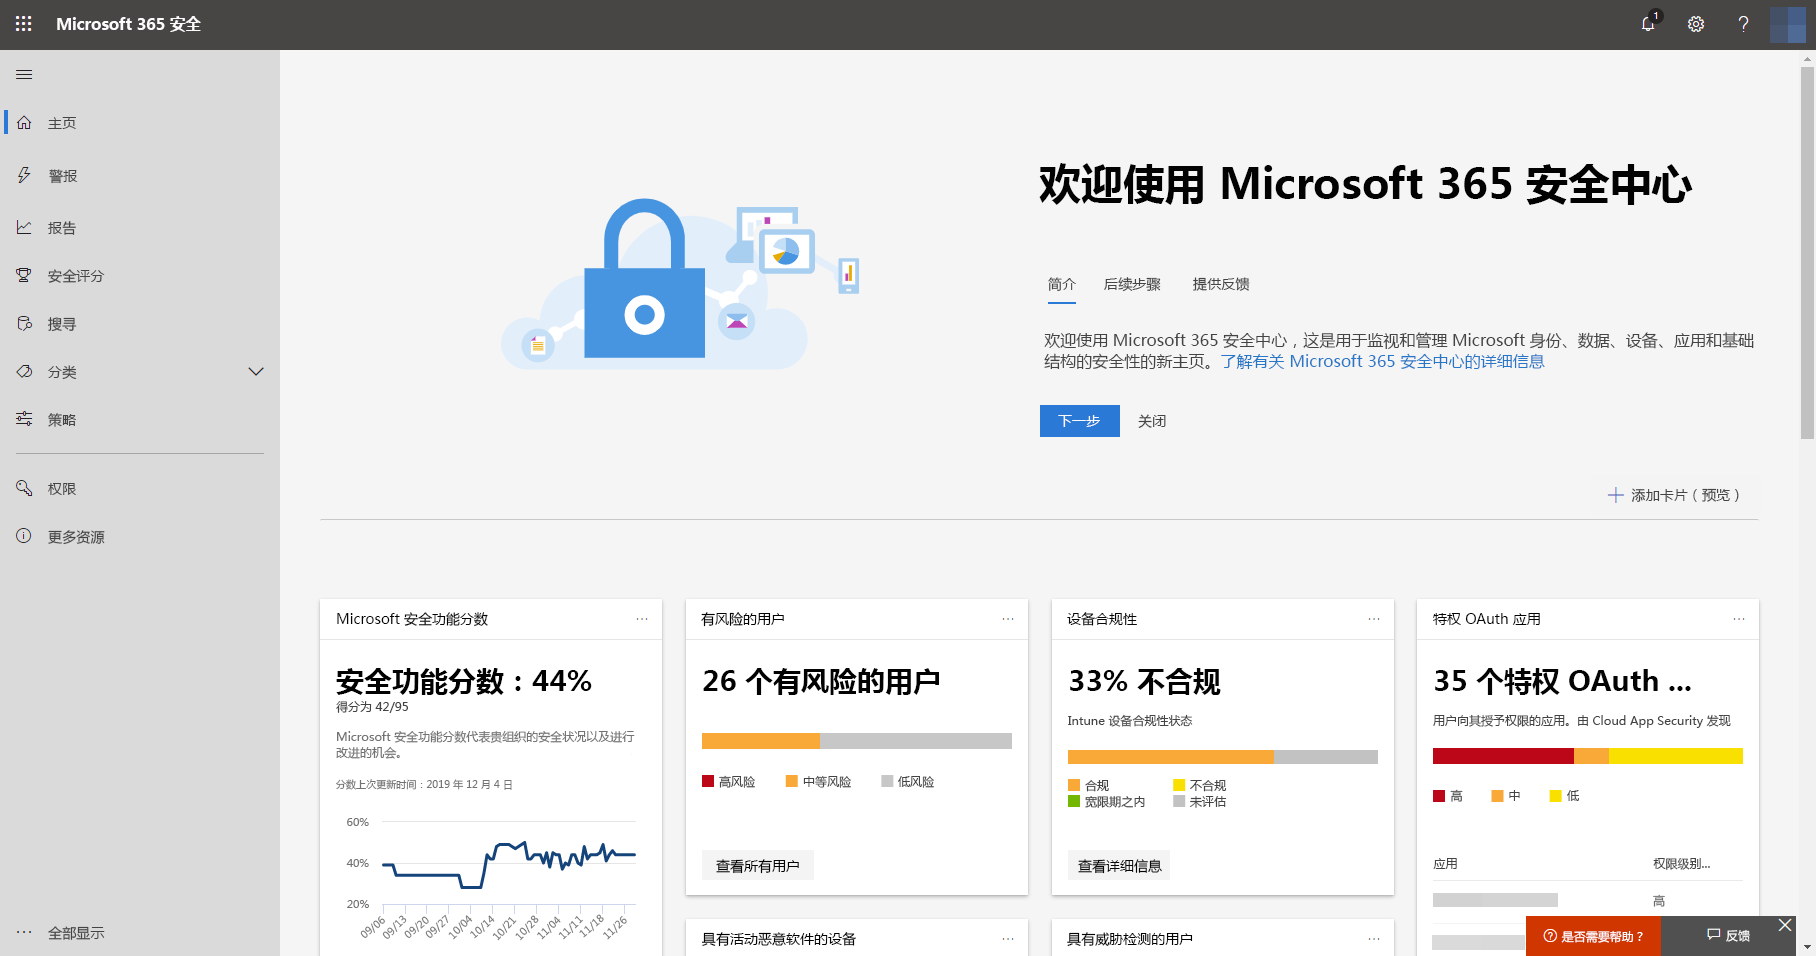 Microsoft 365 安全
1
主页
警报
报告
安全评分
搜寻
分类
策略
权限
更多资源
全部显示
欢迎使用 Microsoft 365 安全中心
简介 后续步骤 提供反馈
欢迎使用 Microsoft 365 安全中心，这是用于监视和管理 Microsoft 身份、数据、设备、应用和基础
结构的安全性的新主页。了解有关 Microsoft 365 安全中心的详细信息
下一步 关闭
添加卡片（预览）
Microsoft 安全功能分数
安全功能分数：44%
得分为 42/95
Microsoft 安全功能分数代表贵组织的安全状况以及进行
改进的机会。
分数上次更新时间：2019 年 12 月 4 日
60%
40%
20%
09/06 09/13 09/20 09/27 10/04 10/14 10/21 10/28 11/04 11/11 11/18 11/26
有风险的用户
26 个有风险的用户
高风险 中等风险 低风险
查看所有用户
设备合规性
33% 不合规
Intune 设备合规性状态
合规 不合规
宽限期之内 未评估
查看详细信息
特权 OAuth 应用
35 个特权 OAuth ...
用户向其授予权限的应用。由 Cloud App Security 发现
高 中 低
应用 权限级别...
高
具有活动恶意软件的设备
具有威胁检测的用户
是否需要帮助？
反馈